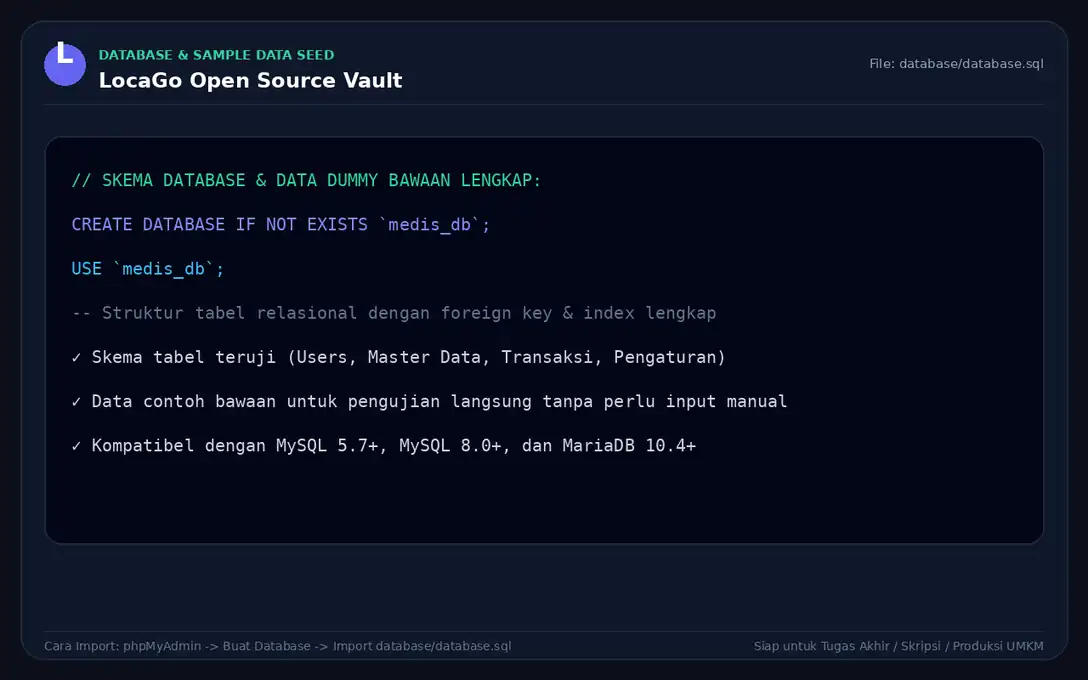 L
DATABASE & SAMPLE DATA SEED
LocaGo Open Source Vault
File: database/database.sql
// SKEMA DATABASE & DATA DUMMY BAWAAN LENGKAP:
CREATE DATABASE IF NOT EXISTS `medis_db`;
USE `medis_db`;
-- Struktur tabel relasional dengan foreign key & index lengkap
✓ Skema tabel teruji (Users, Master Data, Transaksi, Pengaturan)
✓ Data contoh bawaan untuk pengujian langsung tanpa perlu input manual
✓ Kompatibel dengan MySQL 5.7+, MySQL 8.0+, dan MariaDB 10.4+
Cara Import: phpMyAdmin -> Buat Database -> Import database/database.sql
Siap untuk Tugas Akhir / Skripsi / Produksi UMKM